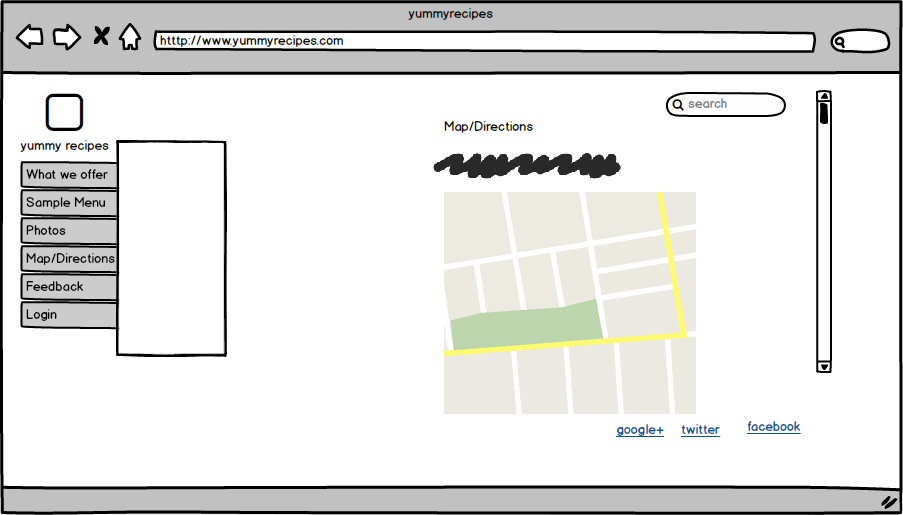 yummyrecipes
htttp://www.yummyrecipes.com
search
Map/Directions
yummy recipes
What we offer
Sample Menu
Photos
Map/Directions
Feedback
Login
google+ twitter facebook